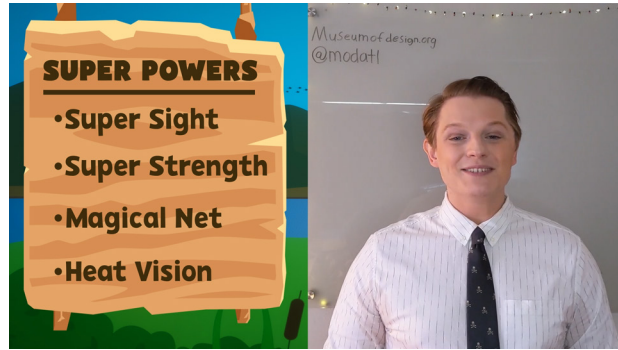 SUPER POWERS
•Super Sight
•Super Strength
•Magical Net
•Heat Vision
Museumofdesign.org
@modatl